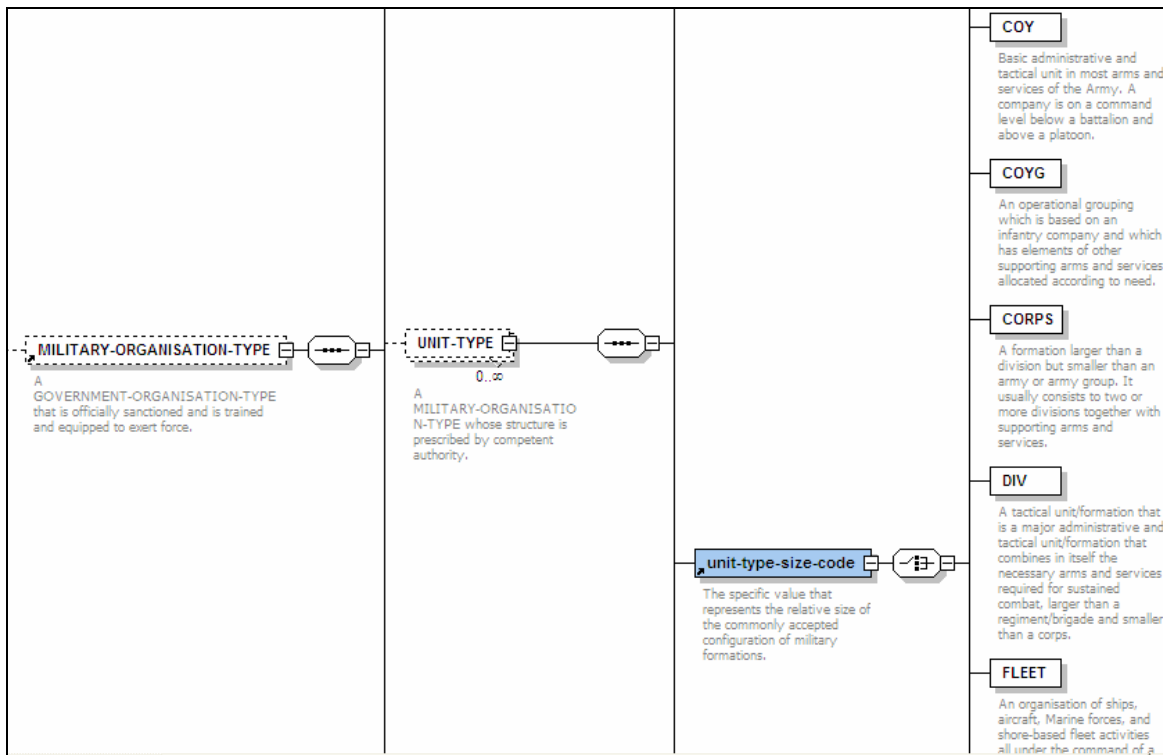 MILITARY-ORGANISATION-TYPE
A
GOVERNMENT-ORGANISATION-TYPE
that is officially sanctioned and is trained
and equipped to exert force.
UNIT-TYPE
0..∞
A
MILITARY-ORGANISATIO
N-TYPE whose structure is
prescribed by competent
authority.
unit-type-size-code
The specific value that
represents the relative size of
the commonly accepted
configuration of military
formations.
COY
Basic administrative and
tactical unit in most arms and
services of the Army. A
company is on a command
level below a battalion and
above a platoon.
COYG
An operational grouping
which is based on an
infantry company and which
has elements of other
supporting arms and services
allocated according to need.
CORPS
A formation larger than a
division but smaller than an
army or army group. It
usually consists to two or
more divisions together with
supporting arms and
services.
DIV
A tactical unit/formation that
is a major administrative and
tactical unit/formation that
combines in itself the
necessary arms and services
required for sustained
combat, larger than a
regiment/brigade and smaller
than a corps.
FLEET
An organisation of ships,
aircraft, Marine forces, and
shore-based fleet activities
all under the command of a